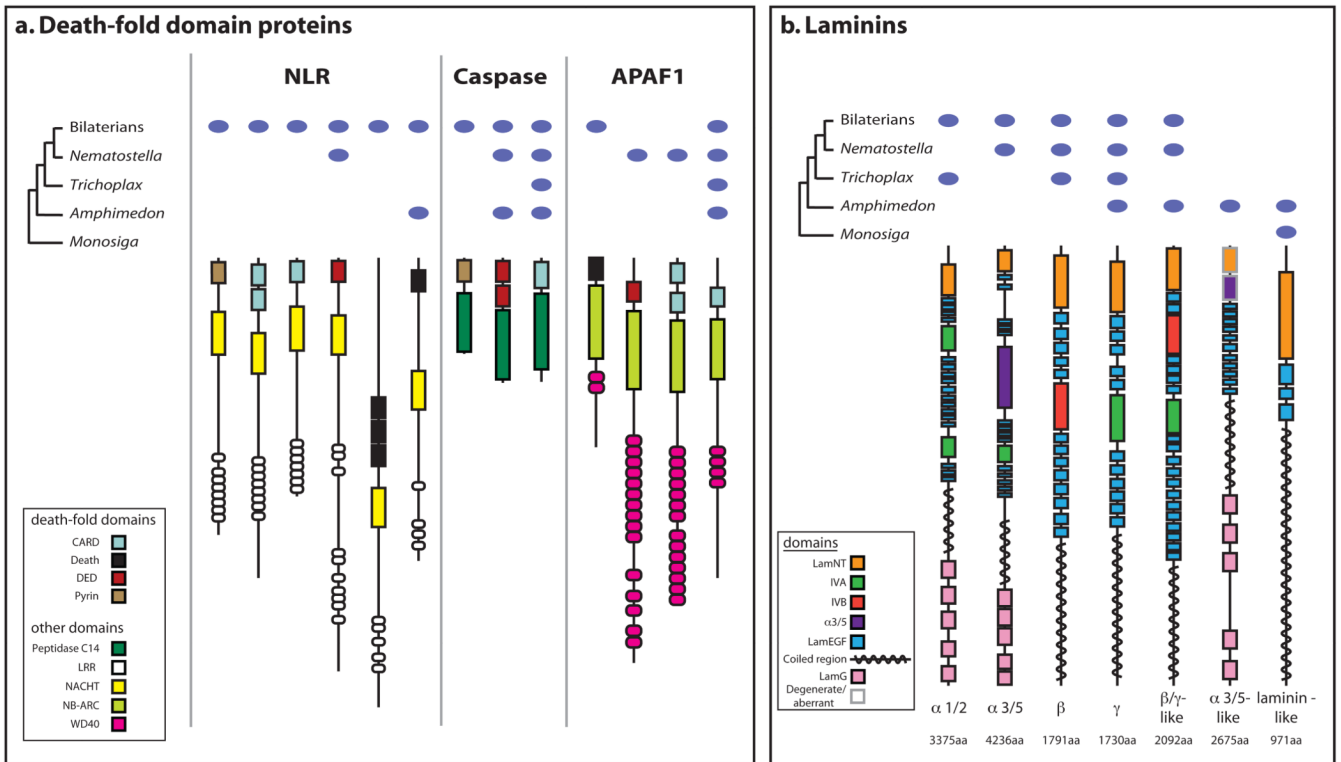 a. Death-fold domain proteins
NLR
Caspase
APAF1
Bilaterians
Nematostella
Trichoplax
Amphimedon
Monosiga
death-fold domains
CARD
Death
DED
Pyrin
other domains
Peptidase C14
LRR
NACHT
NB-ARC
WD40
b. Laminins
Bilaterians
Nematostella
Trichoplax
Amphimedon
Monosiga
domains
LamNT
IVA
IVB
α3/5
LamEGF
Coiled region
LamG
Degenerate/
aberrant
α 1/2 α 3/5 β γ β/γ-like α 3/5-like laminin-like
3375aa 4236aa 1791aa 1730aa 2092aa 2675aa 971aa